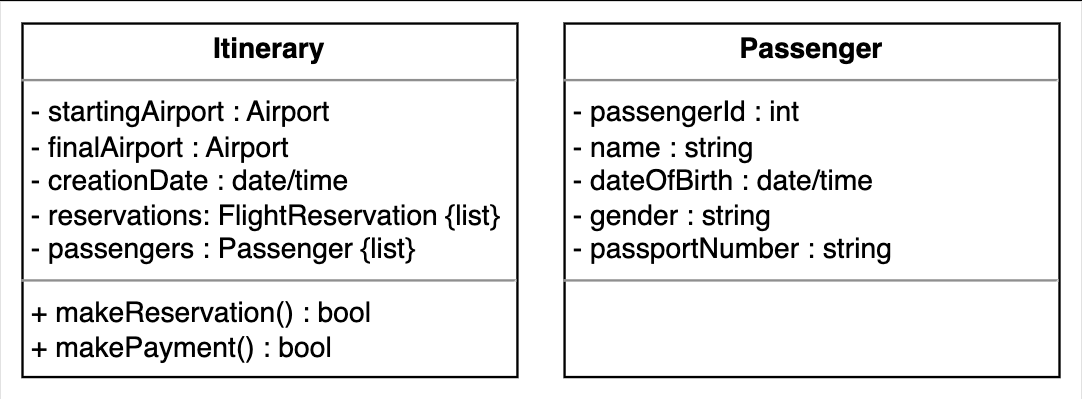 Itinerary
- startingAirport : Airport
- finalAirport : Airport
- creationDate : date/time
- reservations: FlightReservation {list}
- passengers : Passenger {list}
+ makeReservation() : bool
+ makePayment() : bool
Passenger
- passengerId : int
- name : string
- dateOfBirth : date/time
- gender : string
- passportNumber : string